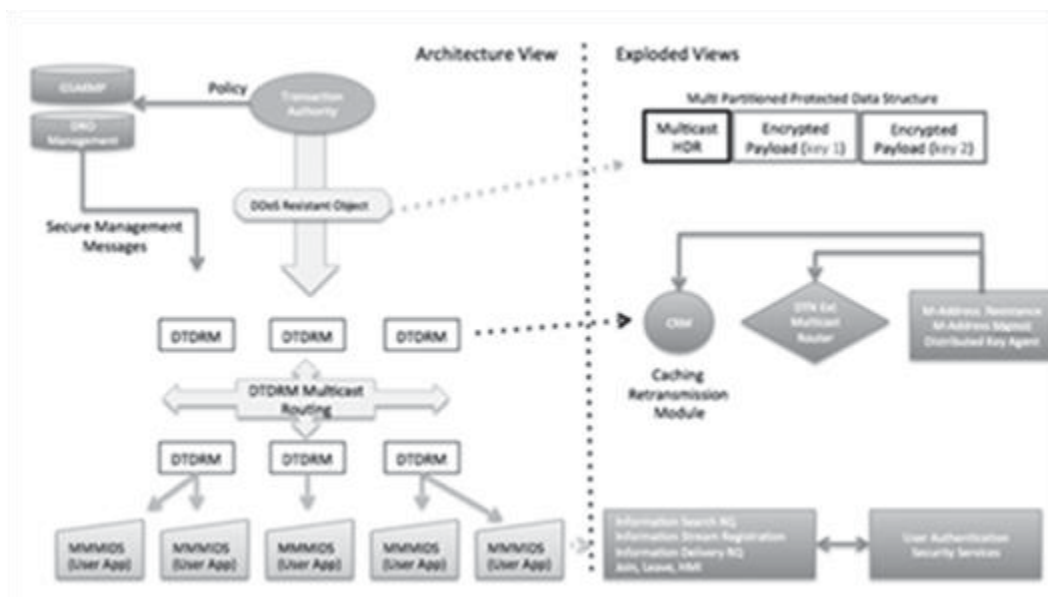 Architecture View
Exploded Views
GSAKMP
DRO
Management
Policy
Transaction
Authority
Multi Partitioned Protected Data Structure
Multicast
HDR
Encrypted
Payload (key 1)
Encrypted
Payload (key 2)
DDoS Resistant Object
Secure Management
Messages
DTDRM
DTDRM
DTDRM
CRM
DTN Ext
Multicast
Router
M-Address
M-Address
Distributed Key Agent
Caching
Retransmission
Module
DTDRM Multicast
Routing
DTDRM
DTDRM
DTDRM
MMMIDS
(User App)
MMMIDS
(User App)
MMMIDS
(User App)
MMMIDS
(User App)
MMMIDS
(User App)
Information Search RQ
Information Stream Registration
Information Delivery RQ
Join, Leave, HMI
User Authentication
Security Services